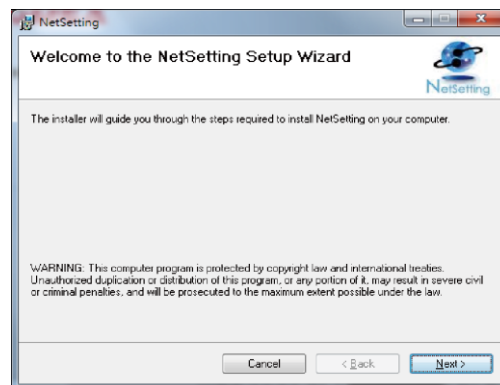 NetSetting
Welcome to the NetSetting Setup Wizard
NetSetting
The installer will guide you through the steps required to install NetSetting on your computer.
WARNING: This computer program is protected by copyright law and international treaties.
Unauthorized duplication or distribution of this program, or any portion of it, may result in severe civil
or criminal penalties, and will be prosecuted to the maximum extent possible under the law.
Cancel < Back Next >